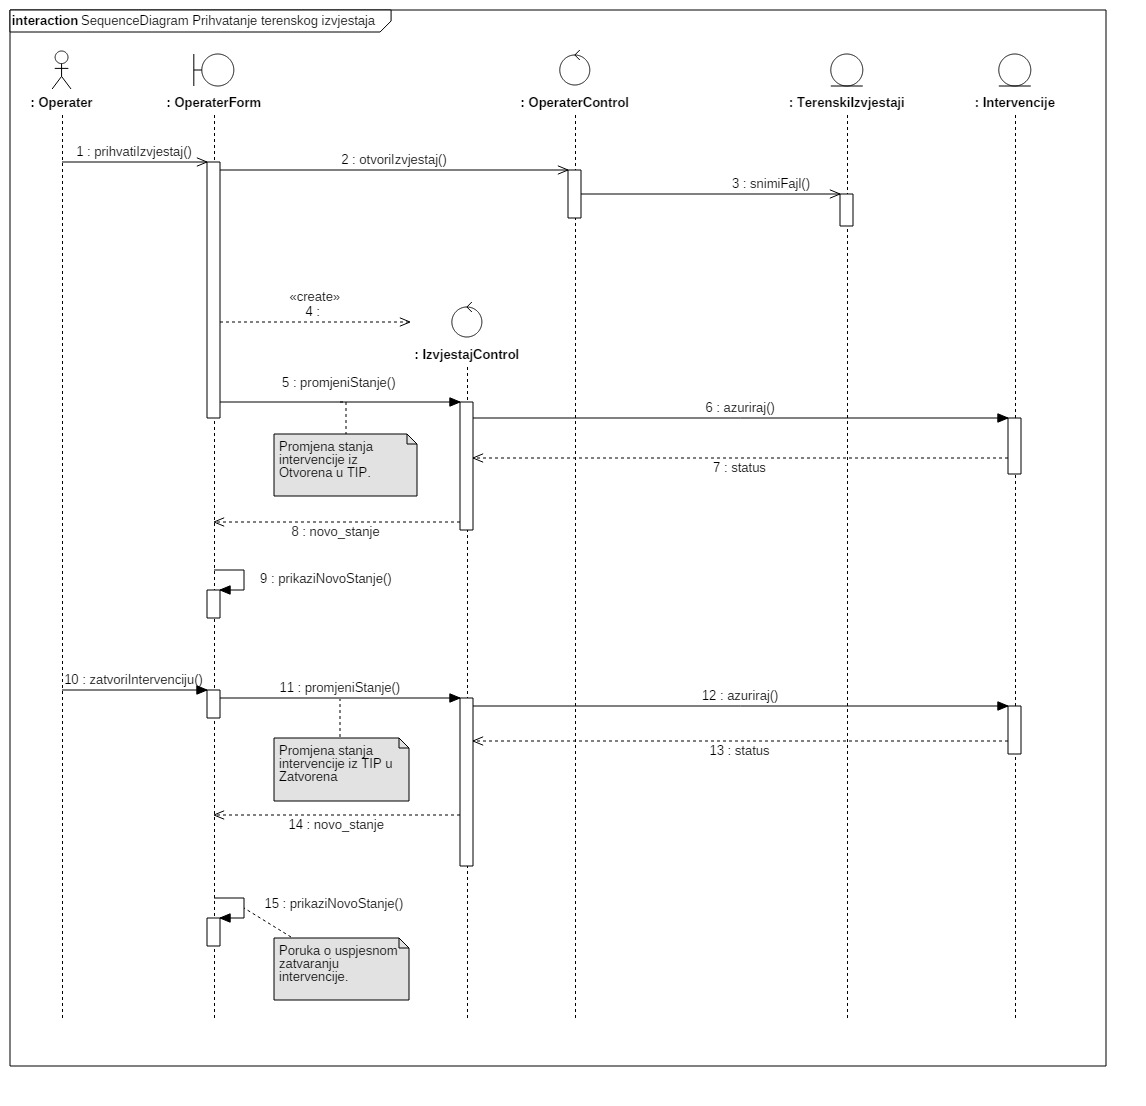 interaction SequenceDiagram Prihvatanje terenskog izvjestaja
: Operater
: OperaterForm
: OperaterControl
: TerenskiIzvjestaji
: Intervencije
1 : prihvatiIzvjestaj()
2 : otvoriIzvjestaj()
3 : snimiFajl()
«create»
4 :
: IzvjestajControl
5 : promjeniStanje()
6 : azuriraj()
Promjena stanja
intervencije iz
Otvorena u TIP.
7 : status
8 : novo_stanje
9 : prikaziNovoStanje()
10 : zatvoriIntervenciju()
11 : promjeniStanje()
12 : azuriraj()
Promjena stanja
intervencije iz TIP u
Zatvorena
13 : status
14 : novo_stanje
15 : prikaziNovoStanje()
Poruka o uspjesnom
zatvaranju
intervencije.